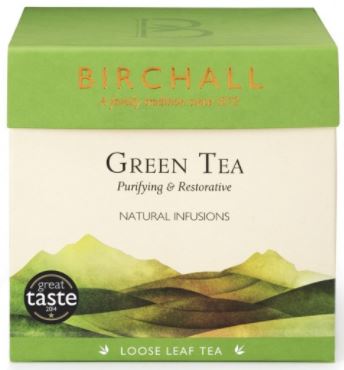 B
BIRCHALL
A family tradition since 1872
GREEN TEA
Purifying & Restorative
NATURAL INFUSIONS
great
taste
2014
LOOSE LEAF TEA